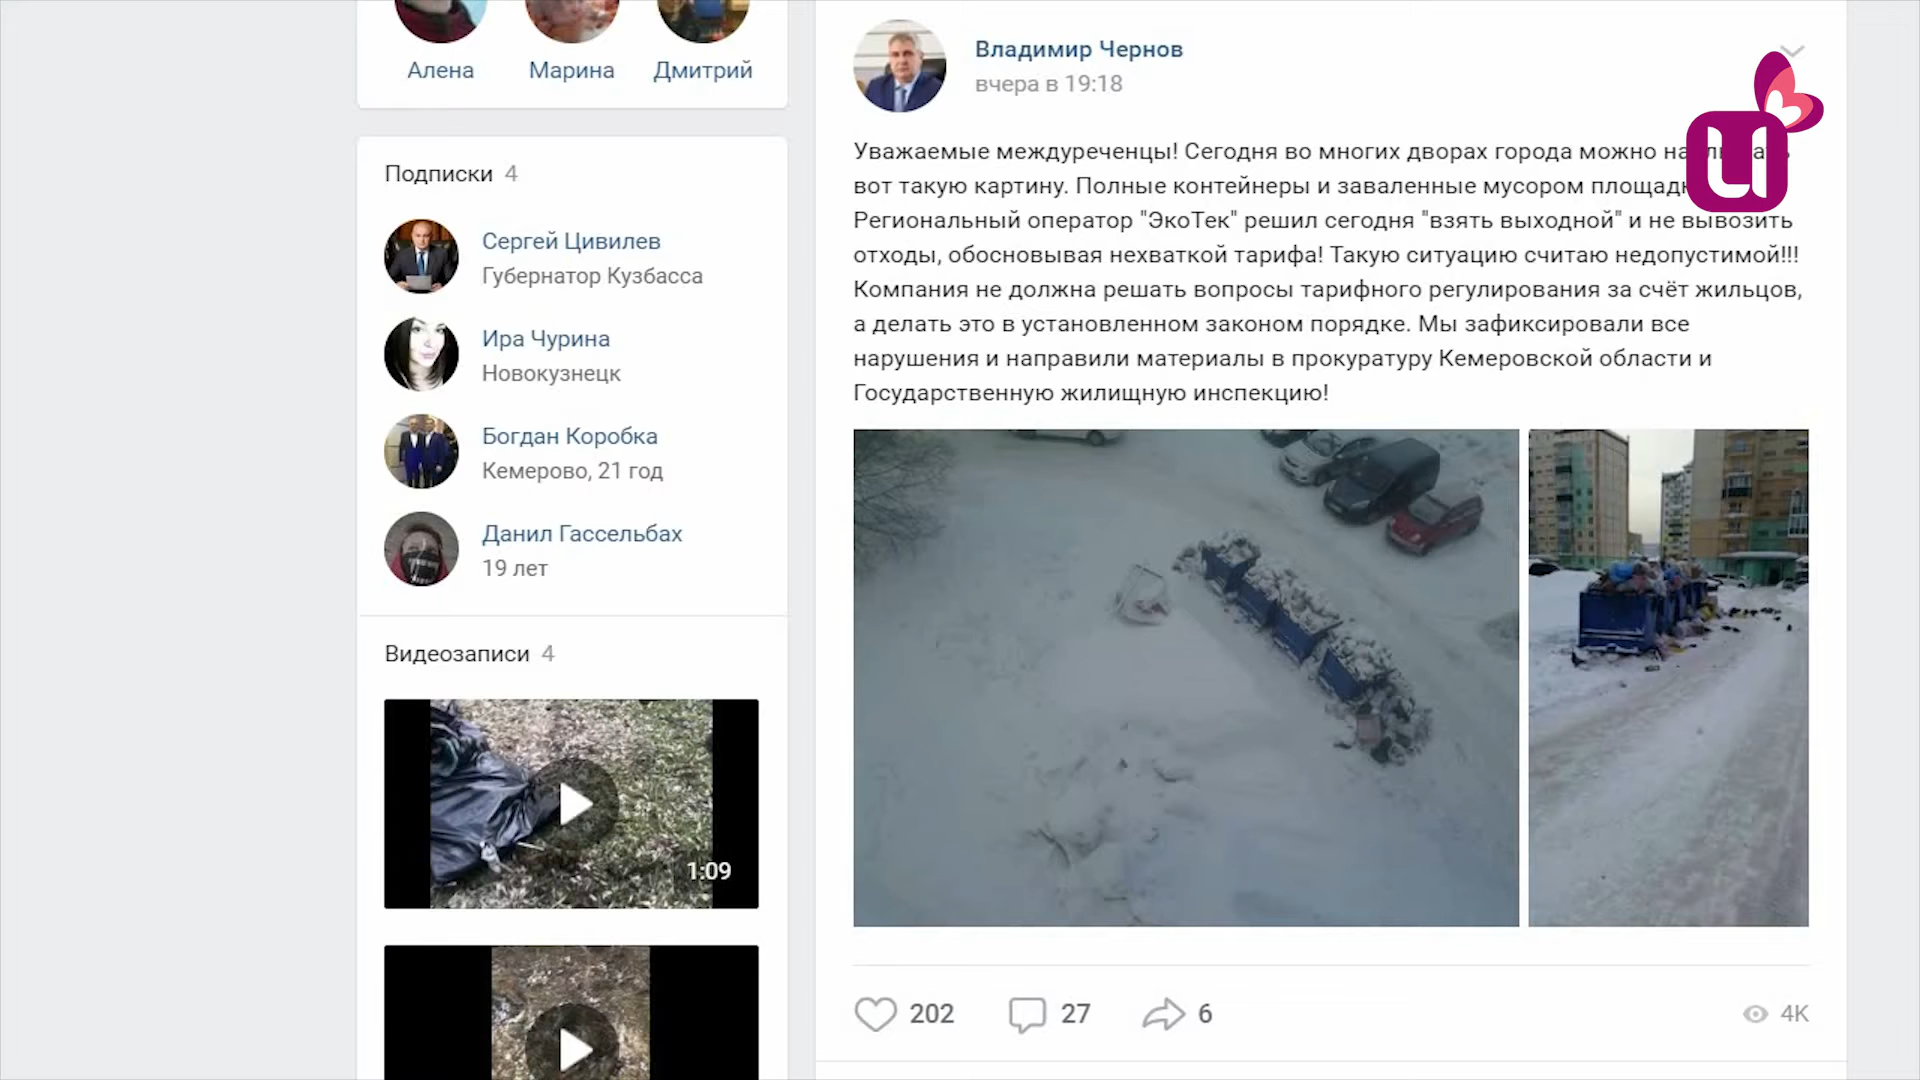 Алена
Марина
Дмитрий
Подписки 4
Сергей Цивилев
Губернатор Кузбасса
Ира Чурина
Новокузнецк
Богдан Коробка
Кемерово, 21 год
Данил Гассельбах
19 лет
Видеозаписи 4
1:09
Владимир Чернов
вчера в 19:18
Уважаемые междуреченцы! Сегодня во многих дворах города можно
вот такую картину. Полные контейнеры и заваленные мусором
Региональный оператор "ЭкоТек" решил сегодня "взять выходной" и не вывозить
отходы, обосновывая нехваткой тарифа! Такую ситуацию считаю недопустимой!!!
Компания не должна решать вопросы тарифного регулирования за счёт жильцов,
а делать это в установленном законом порядке. Мы зафиксировали все
нарушения и направили материалы в прокуратуру Кемеровской области и
Государственную жилищную инспекцию!
202
27
6
4K